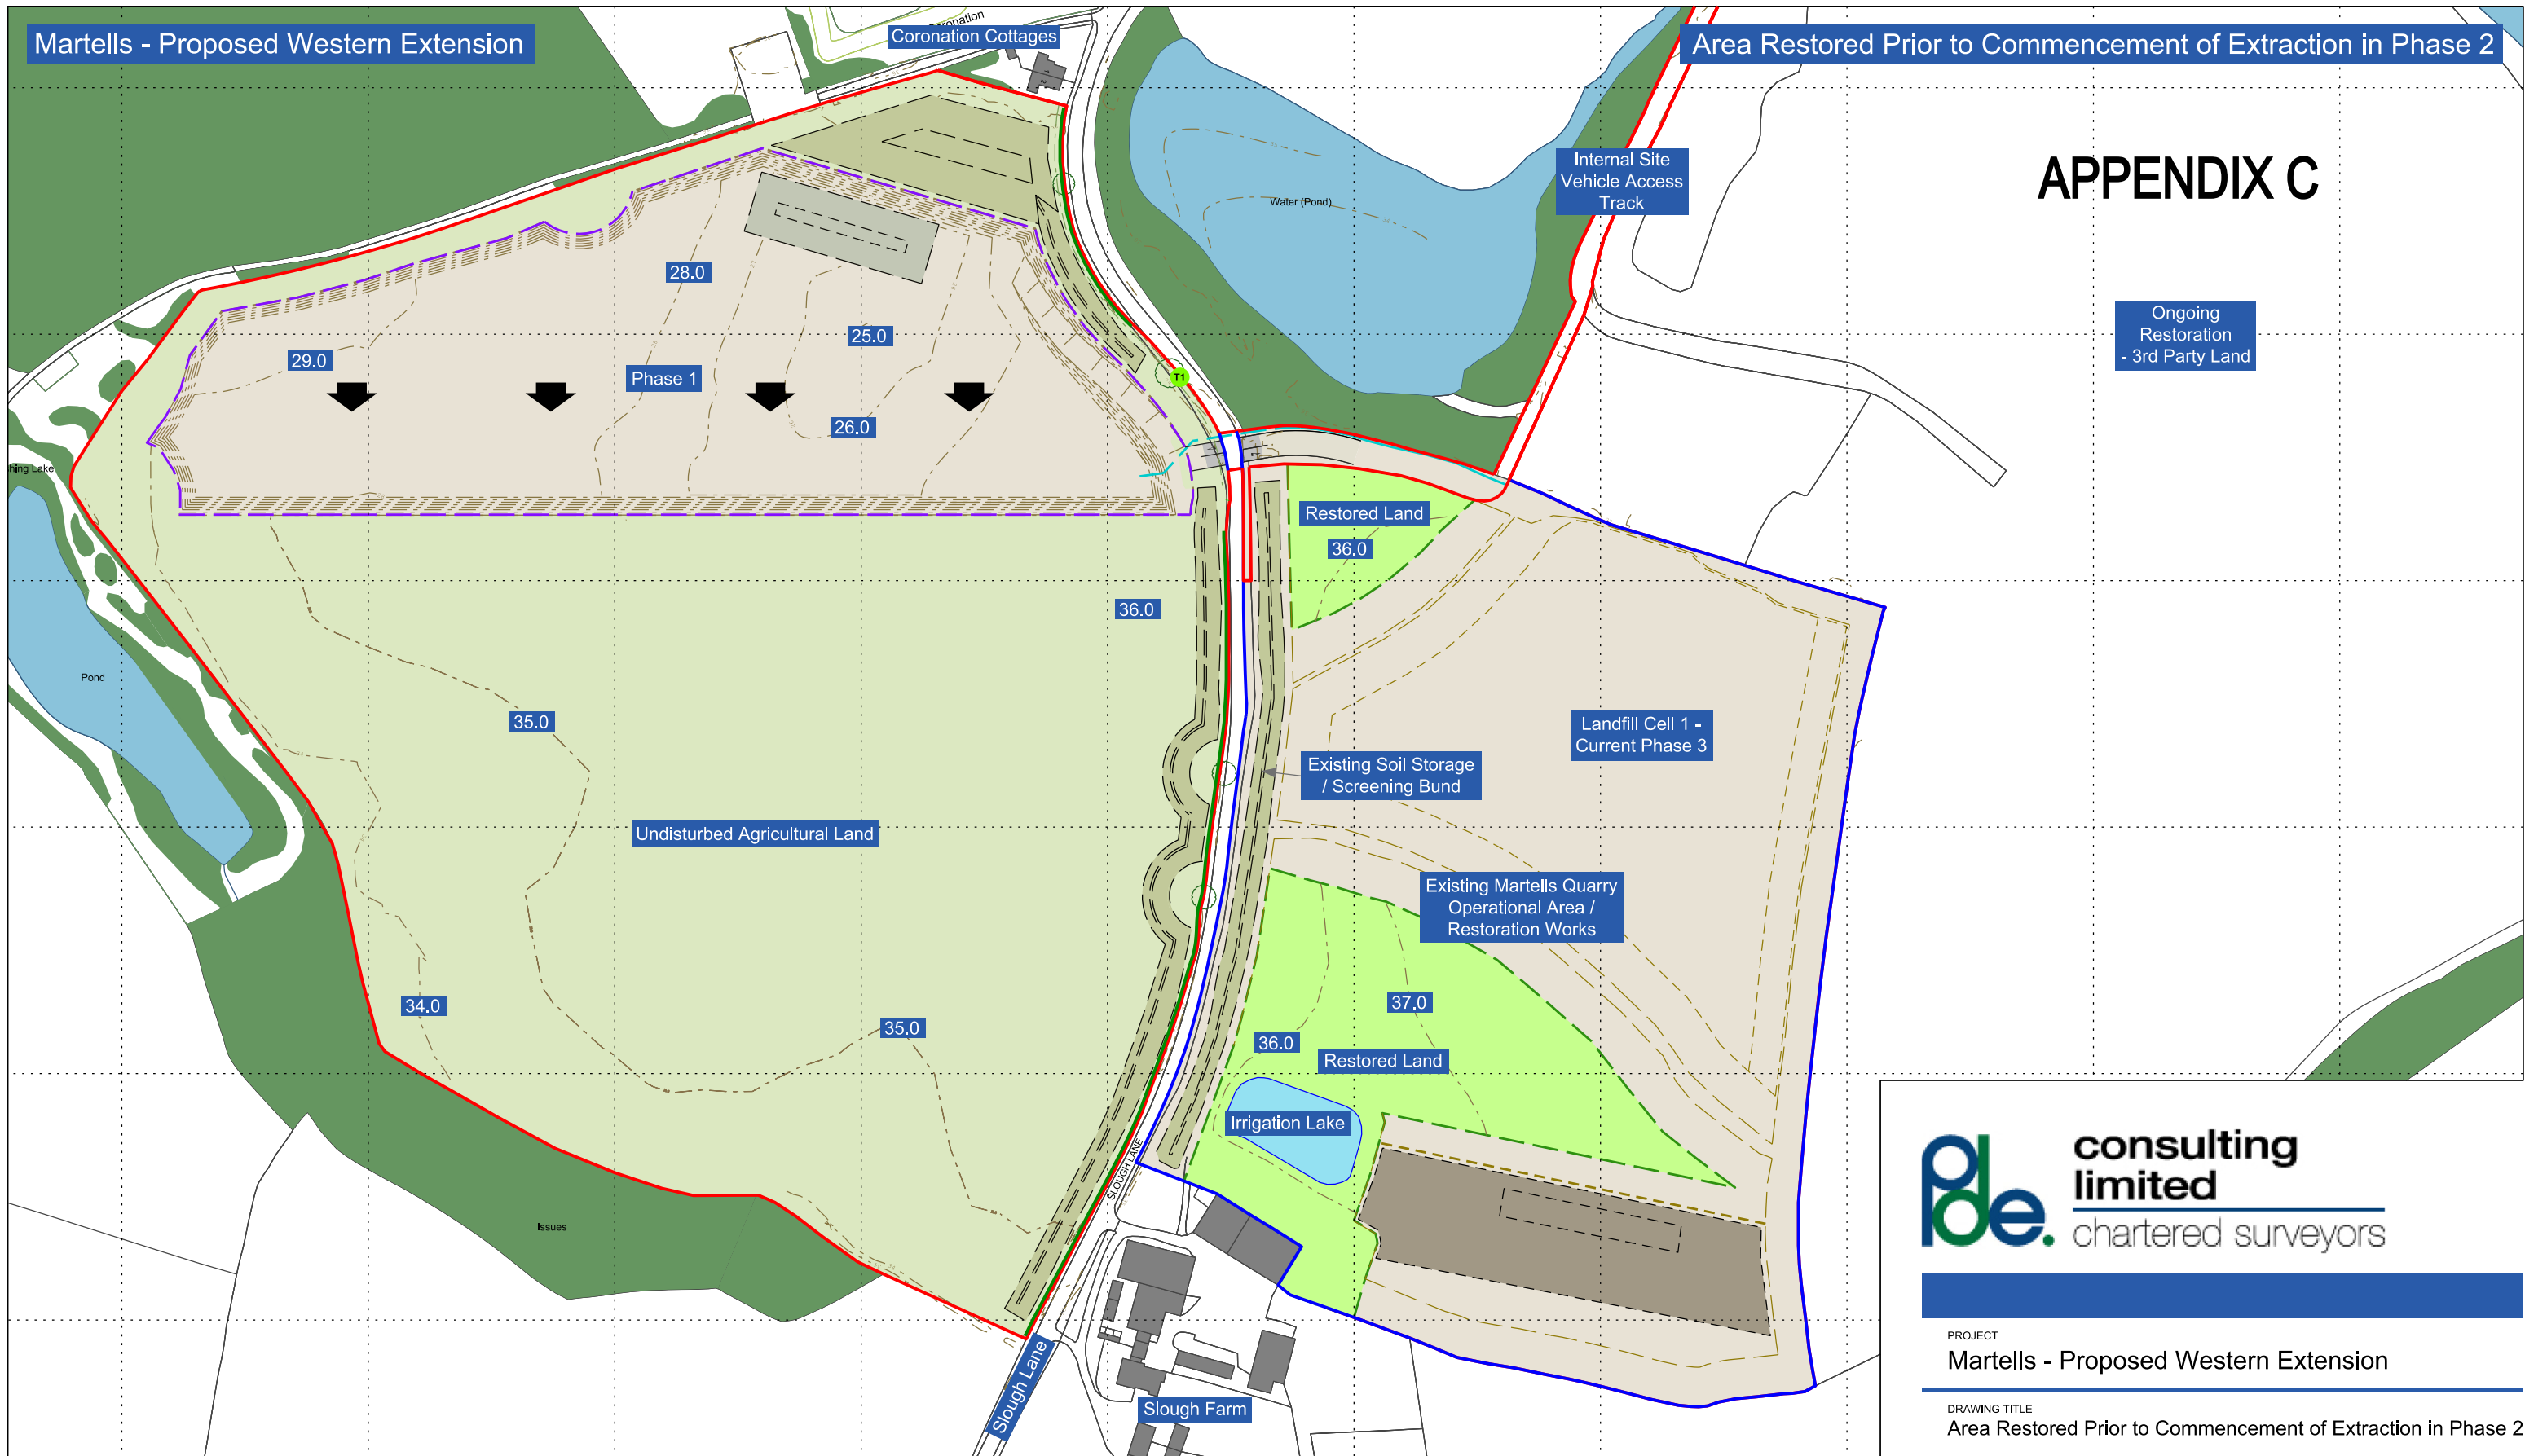 Martells - Proposed Western Extension
Coronation Cottages
Area Restored Prior to Commencement of Extraction in Phase 2
APPENDIX C
Internal Site
Vehicle Access
Track
Water (Pond)
Ongoing
Restoration
- 3rd Party Land
28.0
25.0
29.0
Phase 1
26.0
T1
hing Lake
Restored Land
36.0
36.0
Pond
35.0
Landfill Cell 1 -
Current Phase 3
Existing Soil Storage
/ Screening Bund
Undisturbed Agricultural Land
Existing Martells Quarry
Operational Area /
Restoration Works
34.0
35.0
37.0
36.0
Restored Land
Irrigation Lake
SLOUGH LANE
Issues
Slough Lane
Slough Farm
pde.
consulting
limited
chartered surveyors
PROJECT
Martells - Proposed Western Extension
DRAWING TITLE
Area Restored Prior to Commencement of Extraction in Phase 2